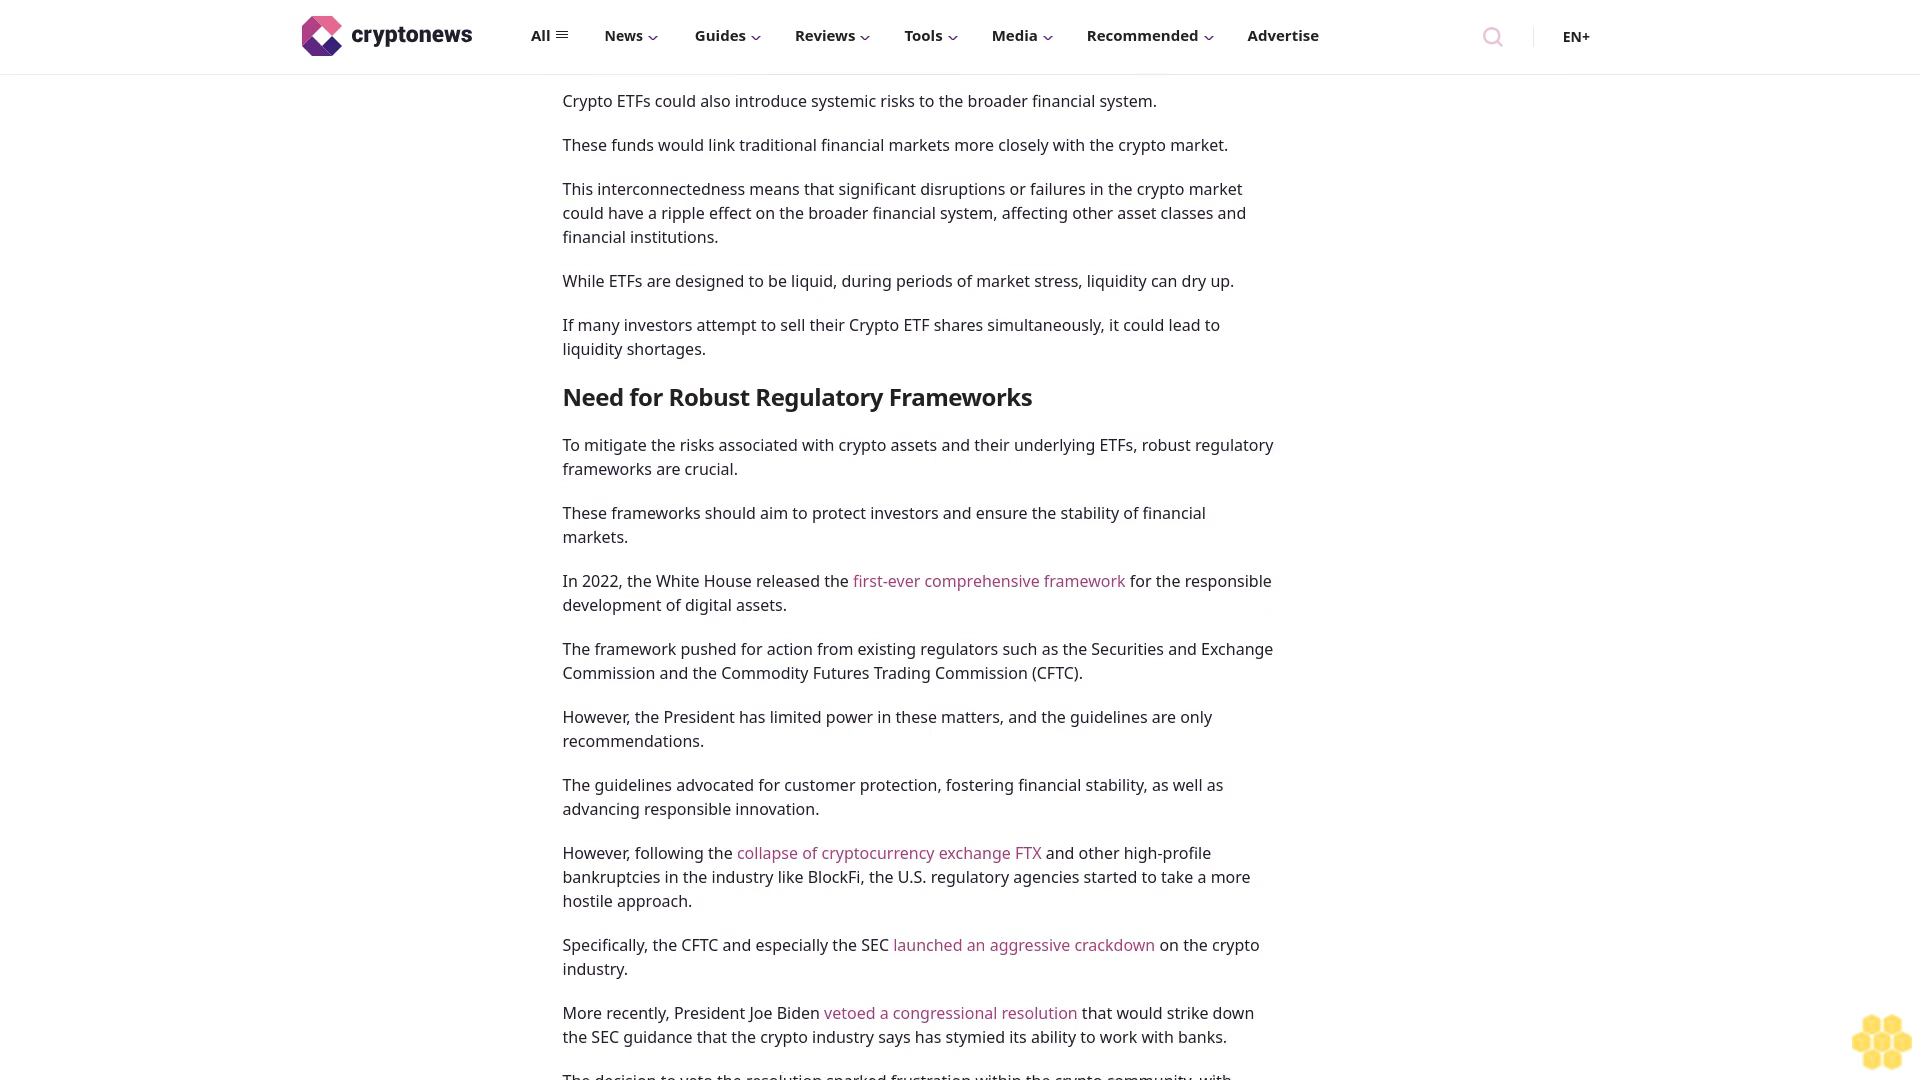 cryptonews
All
News
Guides
Reviews
Tools
Media
Recommended
Advertise
EN+
Crypto ETFs could also introduce systemic risks to the broader financial system.
These funds would link traditional financial markets more closely with the crypto market.
This interconnectedness means that significant disruptions or failures in the crypto market
could have a ripple effect on the broader financial system, affecting other asset classes and
financial institutions.
While ETFs are designed to be liquid, during periods of market stress, liquidity can dry up.
If many investors attempt to sell their Crypto ETF shares simultaneously, it could lead to
liquidity shortages.
Need for Robust Regulatory Frameworks
To mitigate the risks associated with crypto assets and their underlying ETFs, robust regulatory
frameworks are crucial.
These frameworks should aim to protect investors and ensure the stability of financial
markets.
In 2022, the White House released the first-ever comprehensive framework for the responsible
development of digital assets.
The framework pushed for action from existing regulators such as the Securities and Exchange
Commission and the Commodity Futures Trading Commission (CFTC).
However, the President has limited power in these matters, and the guidelines are only
recommendations.
The guidelines advocated for customer protection, fostering financial stability, as well as
advancing responsible innovation.
However, following the collapse of cryptocurrency exchange FTX and other high-profile
bankruptcies in the industry like BlockFi, the U.S. regulatory agencies started to take a more
hostile approach.
Specifically, the CFTC and especially the SEC launched an aggressive crackdown on the crypto
industry.
More recently, President Joe Biden vetoed a congressional resolution that would strike down
the SEC guidance that the crypto industry says has stymied its ability to work with banks.
The decision to veto the resolution sparked frustration within the crypto community, with